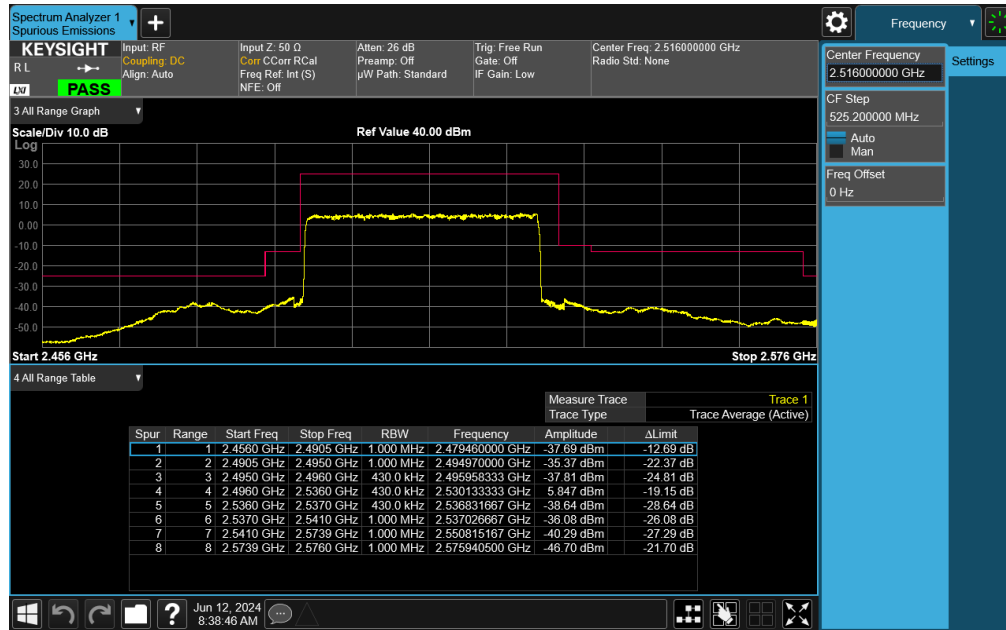 Spectrum Analyzer 1
Spurious Emissions
Frequency
KEYSIGHT
R L
LXI
PASS
Input: RF
Coupling: DC
Align: Auto
Input Z: 50 Ω
Corr CCorr RCal
Freq Ref: Int (S)
NFE: Off
Atten: 26 dB
Preamp: Off
µW Path: Standard
Trig: Free Run
Gate: Off
IF Gain: Low
Center Freq: 2.516000000 GHz
Radio Std: None
Center Frequency
2.516000000 GHz
Settings
CF Step
525.200000 MHz
Auto
Man
Freq Offset
0 Hz
3 All Range Graph
Scale/Div 10.0 dB
Ref Value 40.00 dBm
Log
30.0
20.0
10.0
0.00
-10.0
-20.0
-30.0
-40.0
-50.0
Start 2.456 GHz
Stop 2.576 GHz
4 All Range Table
Measure Trace Trace 1
Trace Type Trace Average (Active)
Spur Range Start Freq Stop Freq RBW Frequency Amplitude ΔLimit
1 1 2.4560 GHz 2.4905 GHz 1.000 MHz 2.479460000 GHz -37.69 dBm -12.69 dB
2 2 2.4905 GHz 2.4950 GHz 1.000 MHz 2.494970000 GHz -35.37 dBm -22.37 dB
3 3 2.4950 GHz 2.4960 GHz 430.0 kHz 2.495958333 GHz -37.81 dBm -24.81 dB
4 4 2.4960 GHz 2.5360 GHz 430.0 kHz 2.530133333 GHz 5.847 dBm -19.15 dB
5 5 2.5360 GHz 2.5370 GHz 430.0 kHz 2.536831667 GHz -38.64 dBm -28.64 dB
6 6 2.5370 GHz 2.5410 GHz 1.000 MHz 2.537026667 GHz -36.08 dBm -26.08 dB
7 7 2.5410 GHz 2.5739 GHz 1.000 MHz 2.550815167 GHz -40.29 dBm -27.29 dB
8 8 2.5739 GHz 2.5760 GHz 1.000 MHz 2.575940500 GHz -46.70 dBm -21.70 dB
?
Jun 12, 2024
8:38:46 AM